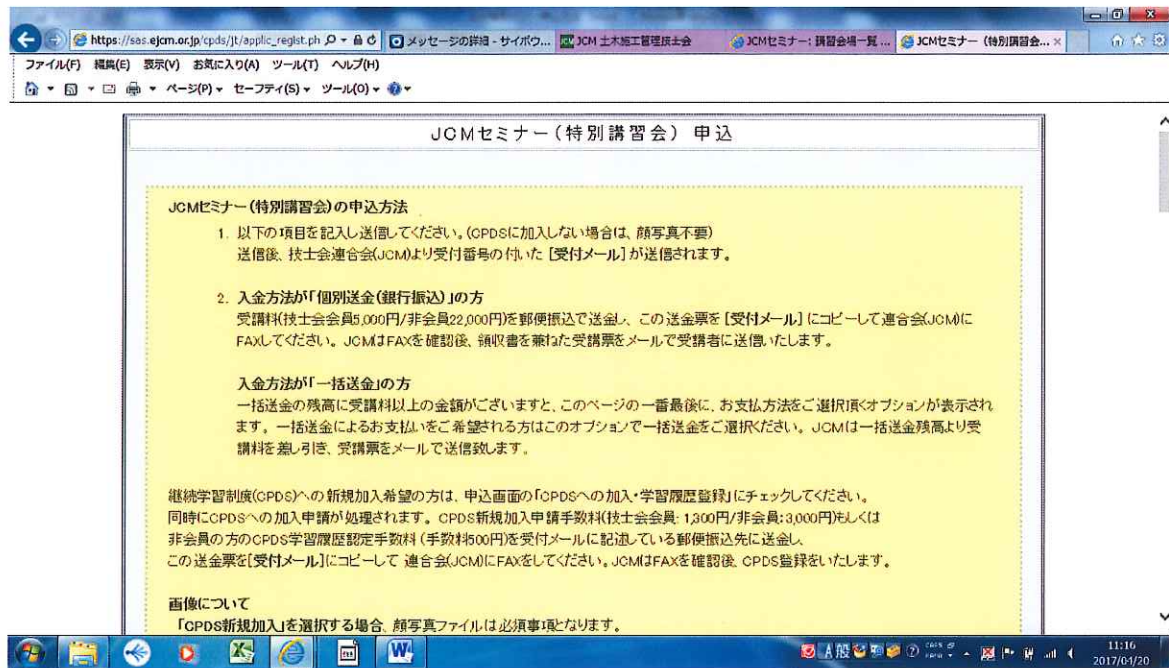 https://sas.ejcm.or.jp/cpds/jt/applic_regist.ph
メッセージの詳細 - サイボウ...
JCM 土木施工管理技士会
JCMセミナー: 講習会場一覧...
JCMセミナー (特別講習会...
ファイル(F) 編集(E) 表示(V) お気に入り(A) ツール(T) ヘルプ(H)
ページ(P) セーフティ(S) ツール(O)
JCMセミナー(特別講習会) 申込
JCMセミナー(特別講習会)の申込方法
1. 以下の項目を記入し送信してください。(CPDSに加入しない場合は、顔写真不要)
送信後、技士会連合会(JCM)より受付番号の付いた [受付メール] が送信されます。
2. 入金方法が「個別送金(銀行振込)」の方
受講料(技士会会員5,000円/非会員22,000円)を郵便振込で送金し、この送金票を [受付メール] にコピーして連合会(JCM)に
FAXしてください。JCMはFAXを確認後、領収書を兼ねた受講票をメールで受講者に送信いたします。
入金方法が「一括送金」の方
一括送金の残高に受講料以上の金額がございますと、このページの一番最後に、お支払方法をご選択頂くオプションが表示され
ます。一括送金によるお支払いをご希望される方はこのオプションで一括送金をご選択ください。JCMは一括送金残高より受
講料を差し引き、受講票をメールで送信致します。
継続学習制度(CPDS)への新規加入希望の方は、申込画面の「CPDSへの加入・学習履歴登録」にチェックしてください。
同時にCPDSへの加入申請が処理されます。CPDS新規加入申請手数料(技士会会員: 1,300円/非会員:3,000円)もしくは
非会員の方のCPDS学習履歴認定手数料 (手数料500円)を受付メールに記述している郵便振込先に送金し、
この送金票を[受付メール]にコピーして 連合会(JCM)にFAXをしてください。JCMはFAXを確認後、CPDS登録をいたします。
画像について
「CPDS新規加入」を選択する場合、顔写真ファイルは必須事項となります。
A 般
11:16
2017/04/20